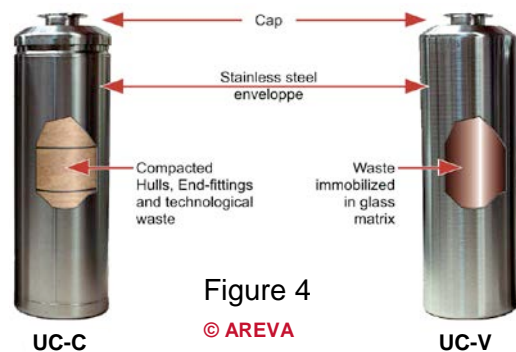 Cap
Stainless steel
enveloppe
Compacted
Hulls, End-fittings
and technological
waste
Waste
immobilized
in glass
matrix
Figure 4
© AREVA
UC-C
UC-V